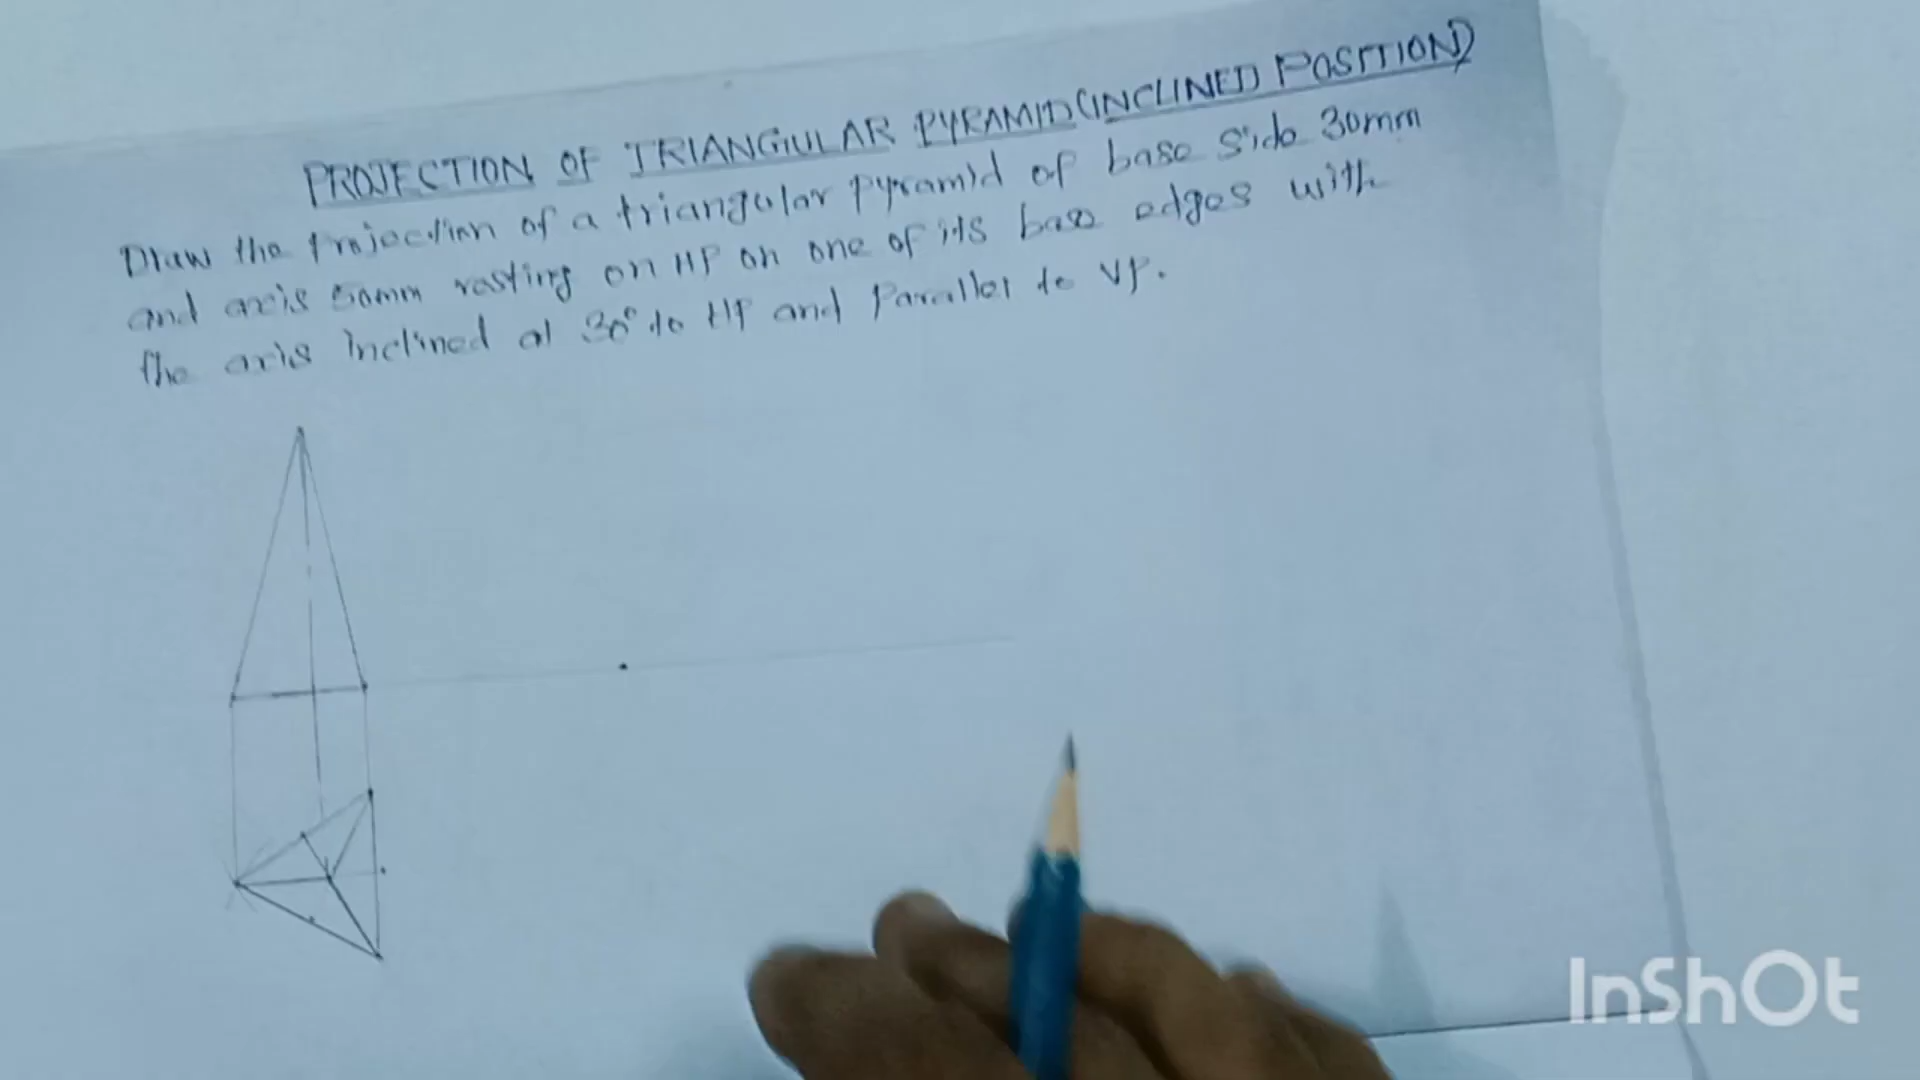 PROJECTION OF TRIANGULAR PYRAMID (INCLINED POSITION)
Draw the projection of a triangular pyramid of base side 30mm
and axis 50mm resting on HP on one of its base edges with
the axis inclined at 30° to HP and parallel to VP.
InShOt